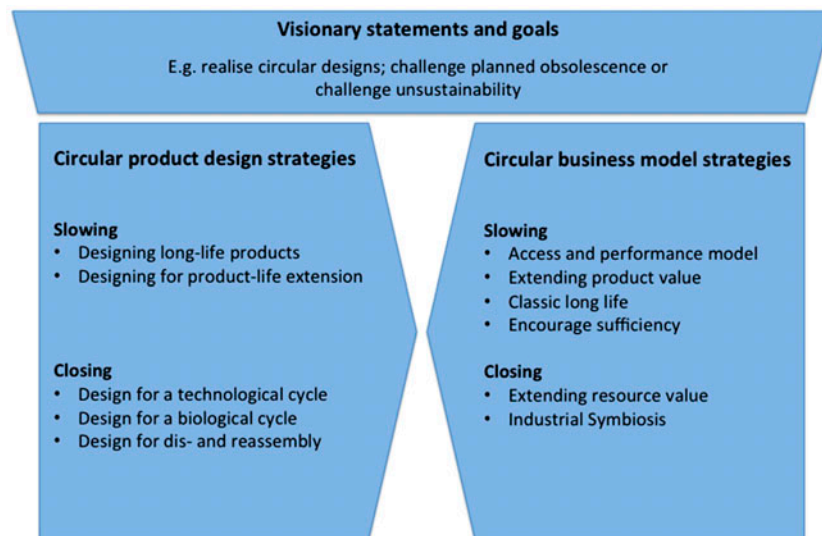 Visionary statements and goals
E.g. realise circular designs; challenge planned obsolescence or
challenge unsustainability
Circular product design strategies
Slowing
• Designing long-life products
• Designing for product-life extension
Closing
• Design for a technological cycle
• Design for a biological cycle
• Design for dis- and reassembly
Circular business model strategies
Slowing
• Access and performance model
• Extending product value
• Classic long life
• Encourage sufficiency
Closing
• Extending resource value
• Industrial Symbiosis